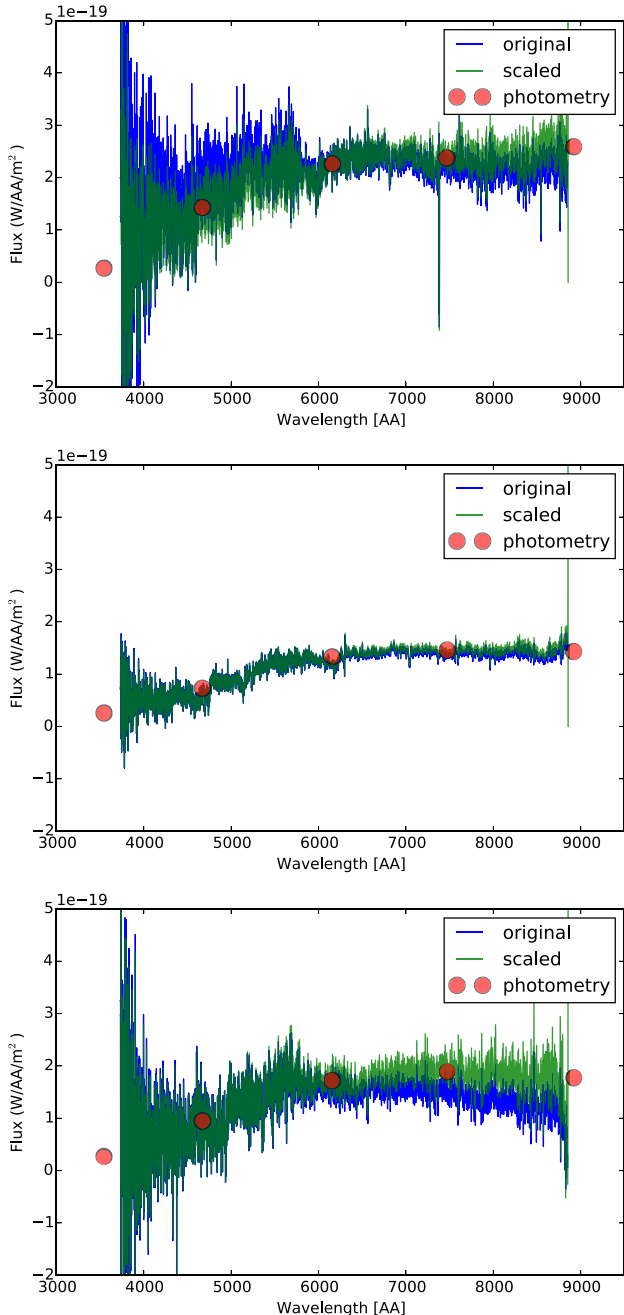 5 1e−19
original
scaled
photometry
4
3
2
1
0
−1
−2
Flux (W/AA/m²)
3000 4000 5000 6000 7000 8000 9000
Wavelength [AA]
5 1e−19
original
scaled
photometry
4
3
2
1
0
−1
−2
Flux (W/AA/m²)
3000 4000 5000 6000 7000 8000 9000
Wavelength [AA]
5 1e−19
original
scaled
photometry
4
3
2
1
0
−1
−2
Flux (W/AA/m²)
3000 4000 5000 6000 7000 8000 9000
Wavelength [AA]